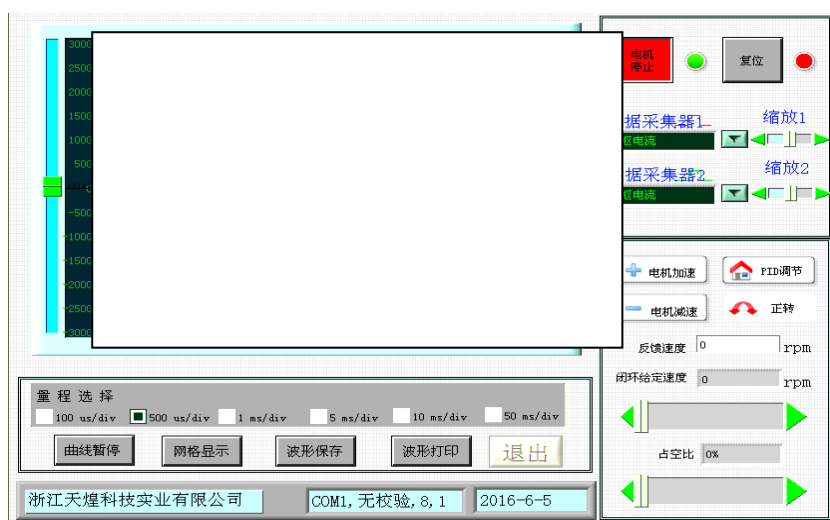 3000
2500
2000
1500
1000
500
0
-500
-1000
-1500
-2000
-2500
-3000
电机
停止
复位
据采集器1
缩放1
区电流
据采集器2
缩放2
区电流
电机加速
PID调节
电机减速
正转
反馈速度 0 rpm
闭环给定速度 0 rpm
占空比 0%
量 程 选 择
100 us/div 500 us/div 1 ms/div 5 ms/div 10 ms/div 50 ms/div
曲线暂停 网格显示 波形保存 波形打印 退出
浙江天煌科技实业有限公司 COM1,无校验,8,1 2016-6-5